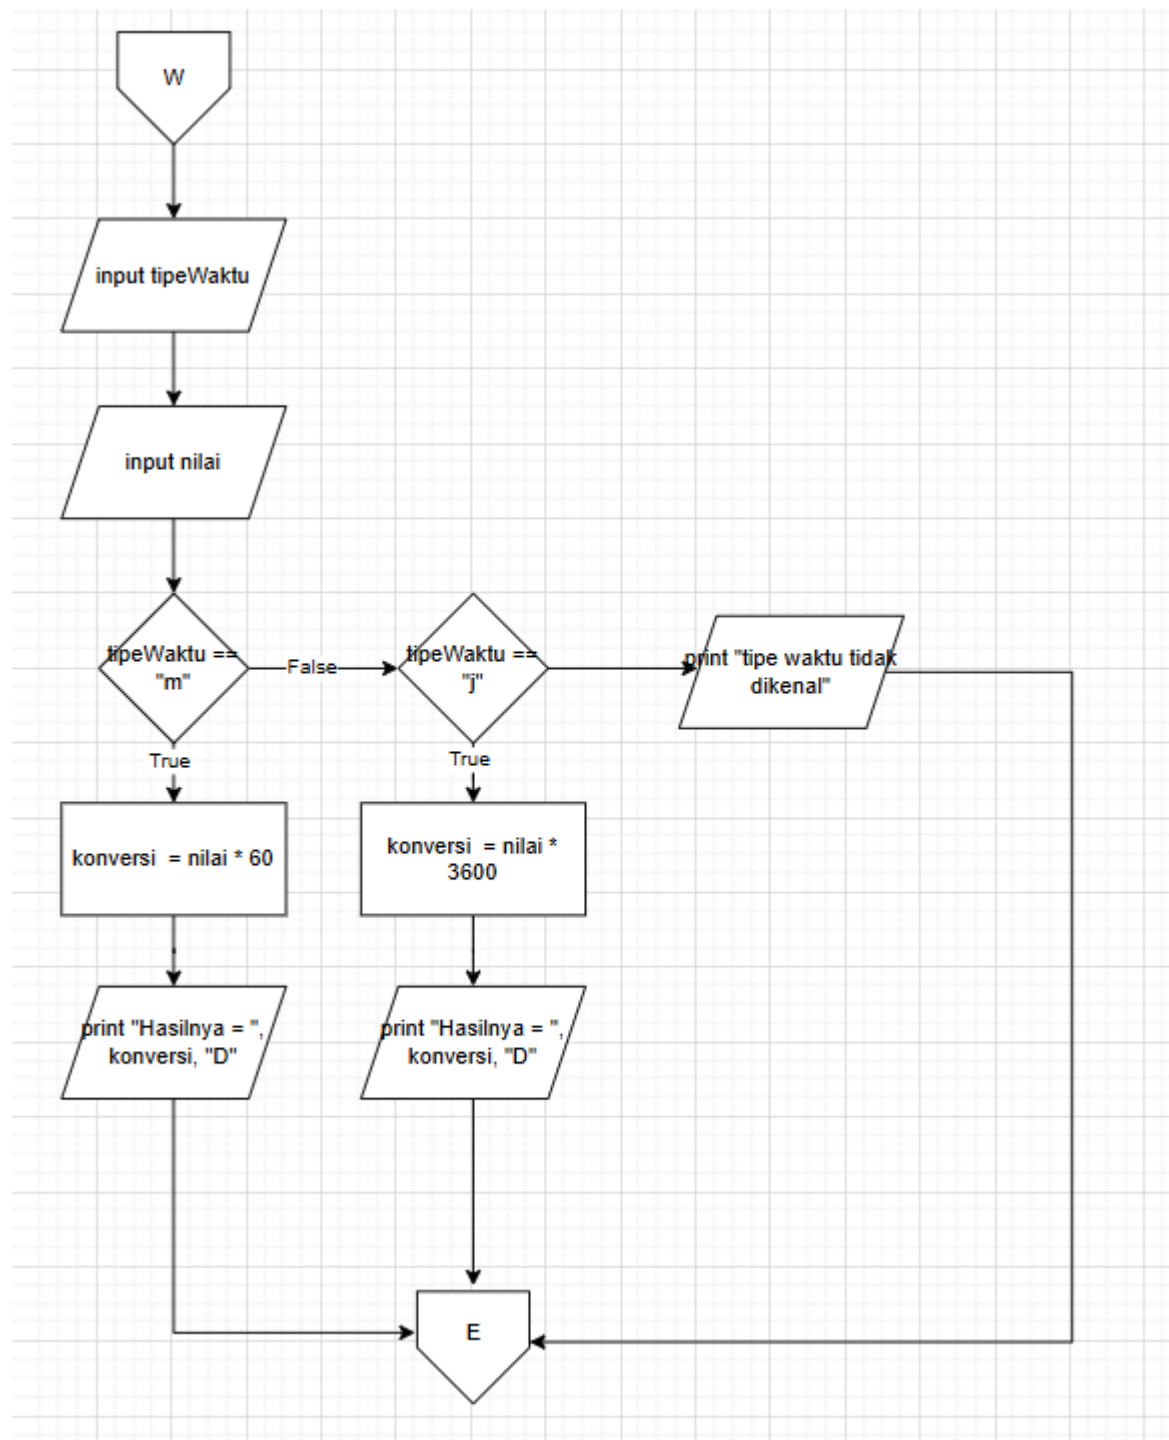 W
input tipeWaktu
input nilai
tipeWaktu ==
"m"
False
tipeWaktu ==
"j"
print "tipe waktu tidak
dikenal"
True
True
konversi  = nilai * 60
konversi  = nilai *
3600
print "Hasilnya = ",
konversi, "D"
print "Hasilnya = ",
konversi, "D"
E